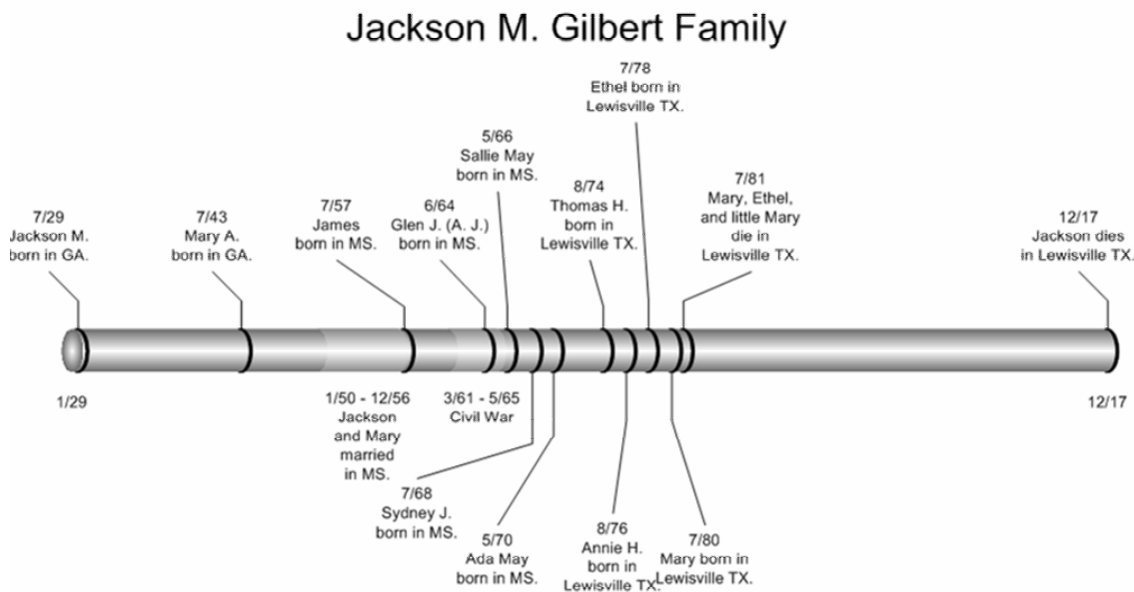 Jackson M. Gilbert Family
7/78
Ethel born in
Lewisville TX.
5/66
Sallie May
born in MS.
8/74
Thomas H.
born in
Lewisville TX.
7/81
Mary, Ethel,
and little Mary
die in
Lewisville TX.
7/29
Jackson M.
born in GA.
7/43
Mary A.
born in GA.
7/57
James
born in MS.
6/64
Glen J. (A. J.)
born in MS.
12/17
Jackson dies
in Lewisville TX.
1/29
1/50 - 12/56
Jackson
and Mary
married
in MS.
3/61 - 5/65
Civil War
12/17
7/68
Sydney J.
born in MS.
5/70
Ada May
born in MS.
8/76
Annie H.
born in
Lewisville TX.
7/80
Mary born in
Lewisville TX.